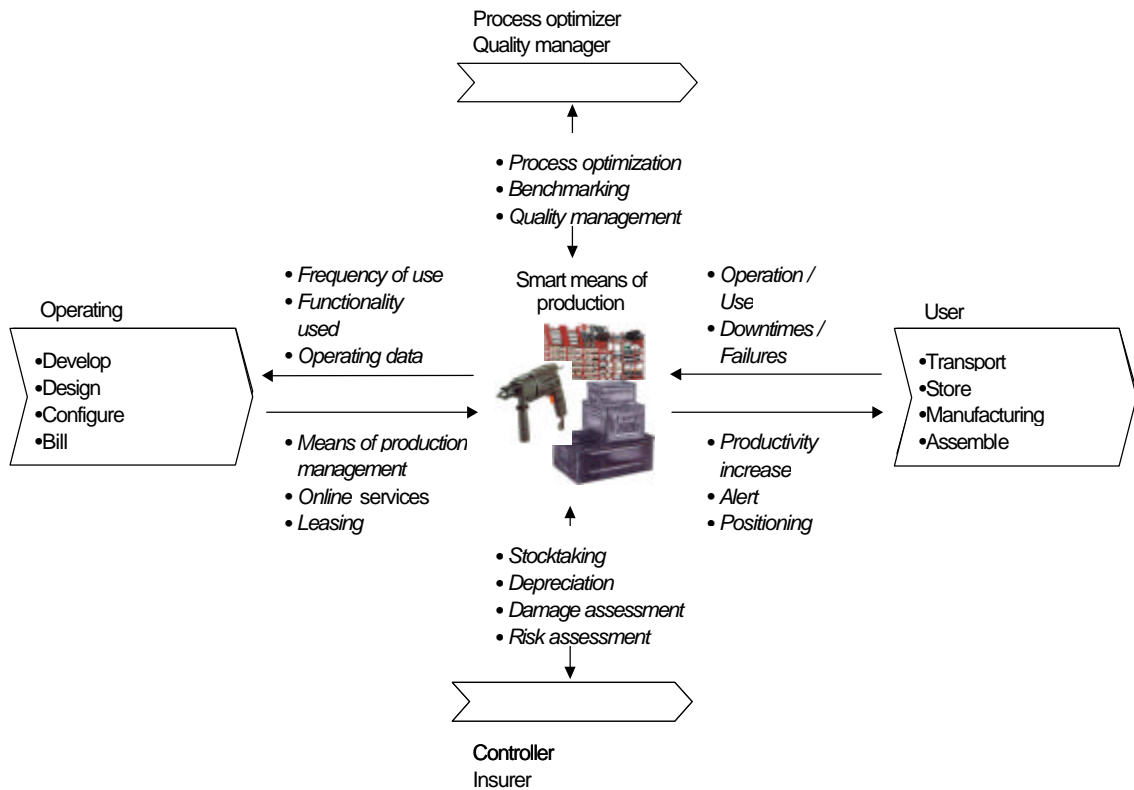 Process optimizer
Quality manager
• Process optimization
• Benchmarking
• Quality management
Operating
•Develop
•Design
•Configure
•Bill
• Frequency of use
• Functionality
used
• Operating data
• Means of production
management
• Online services
• Leasing
Smart means of
production
• Operation /
Use
• Downtimes /
Failures
• Productivity
increase
• Alert
• Positioning
User
•Transport
•Store
•Manufacturing
•Assemble
• Stocktaking
• Depreciation
• Damage assessment
• Risk assessment
Controller
Insurer